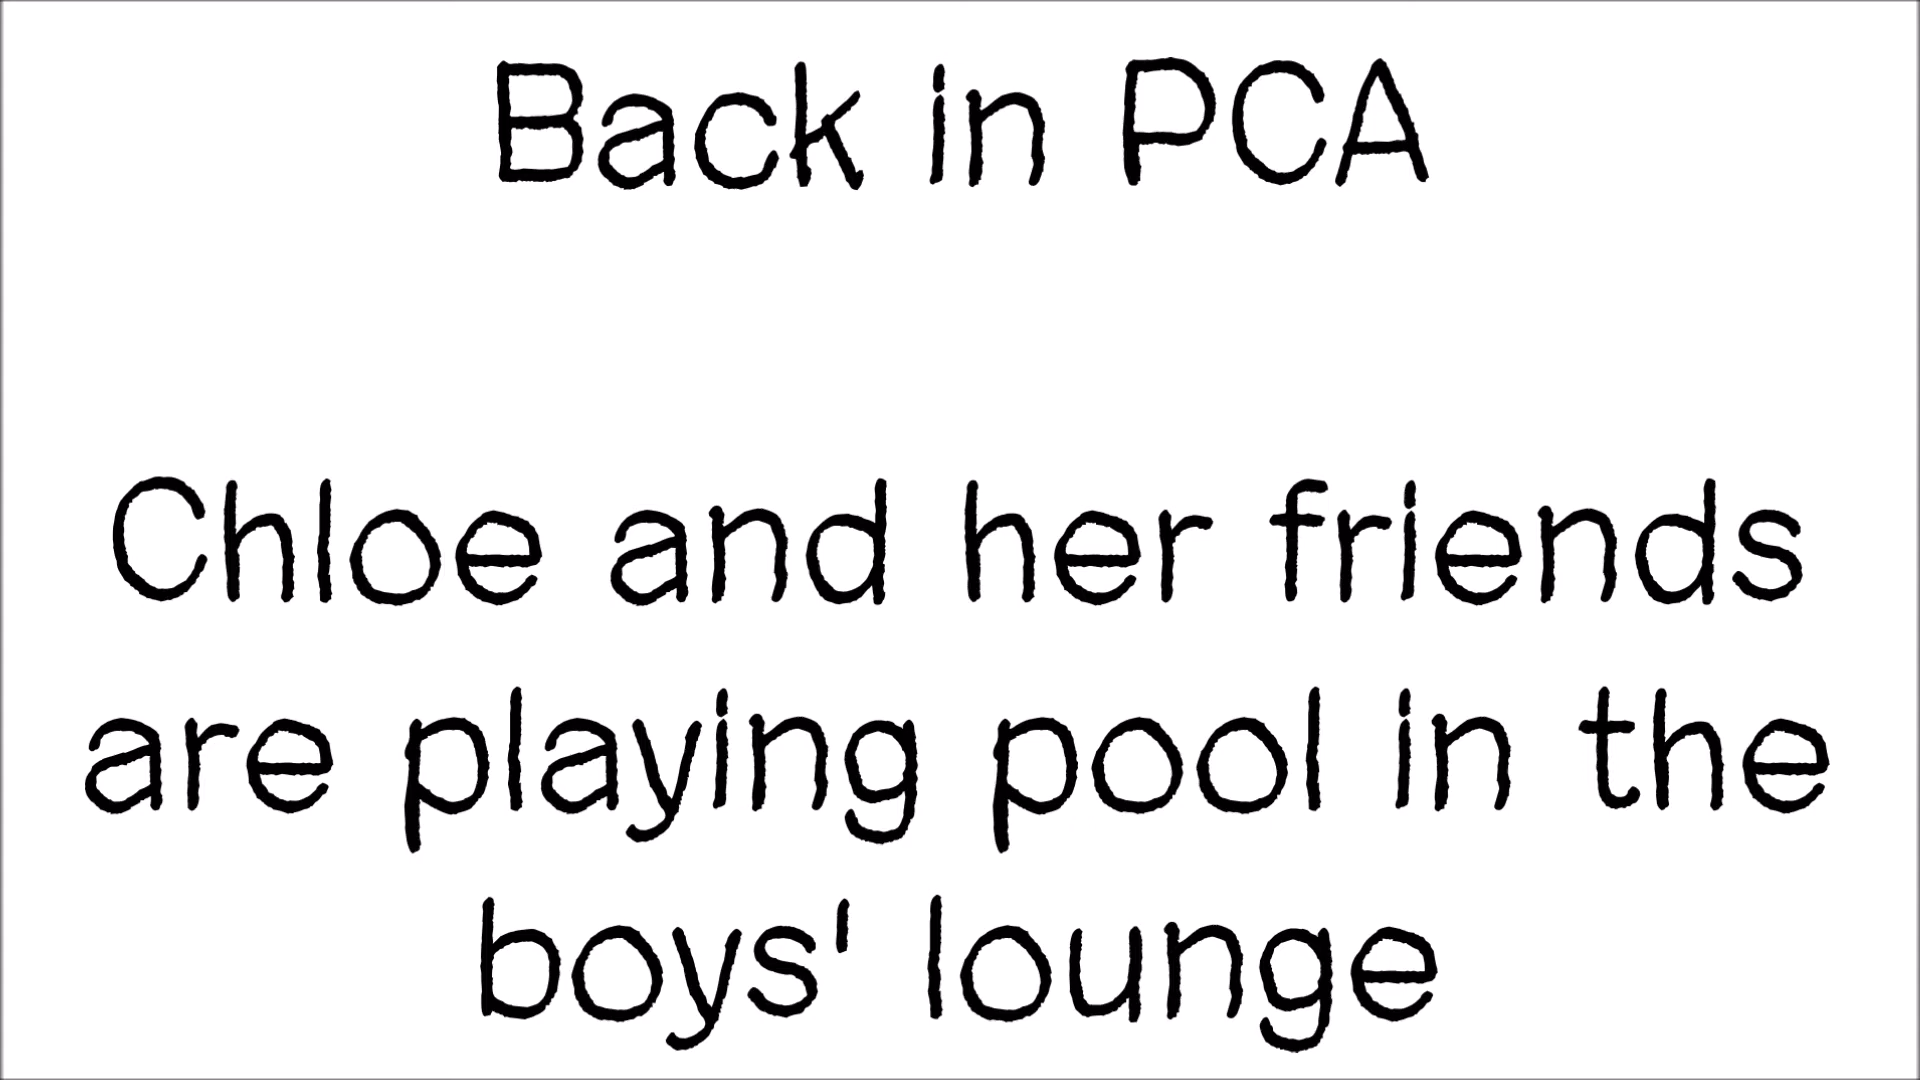 Back in PCA
Chloe and her friends
are playing pool in the
boys' lounge